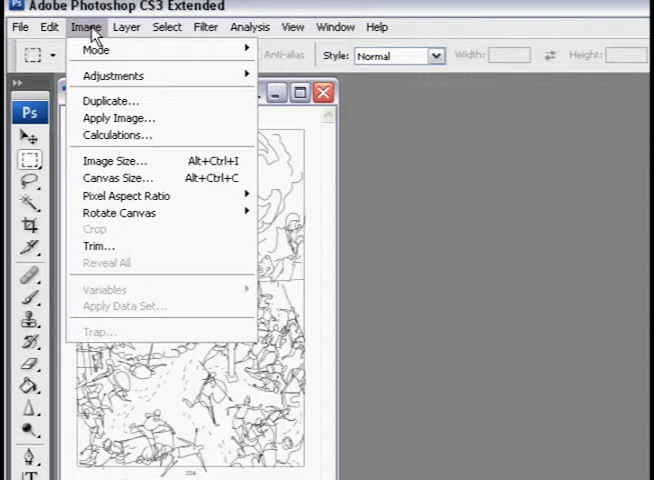 Ps Adobe Photoshop CS3 Extended
File Edit Image Layer Select Filter Analysis View Window Help
Anti-alias Style: Normal Width: Height:
Mode
Adjustments
Duplicate...
Apply Image...
Calculations...
Image Size... Alt+Ctrl+I
Canvas Size... Alt+Ctrl+C
Pixel Aspect Ratio
Rotate Canvas
Crop
Trim...
Reveal All
Variables
Apply Data Set...
Trap...
Ps
T